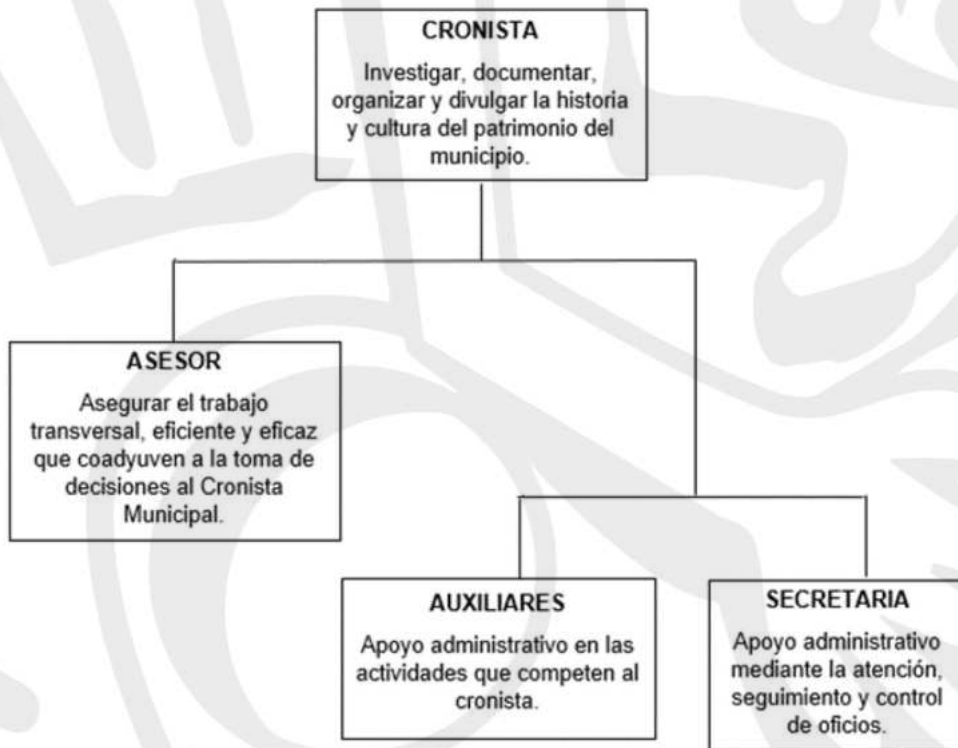 CRONISTA
Investigar, documentar,
organizar y divulgar la historia
y cultura del patrimonio del
municipio.
ASESOR
Asegurar el trabajo
transversal, eficiente y eficaz
que coadyuven a la toma de
decisiones al Cronista
Municipal.
AUXILIARES
Apoyo administrativo en las
actividades que competen al
cronista.
SECRETARIA
Apoyo administrativo
mediante la atención,
seguimiento y control
de oficios.